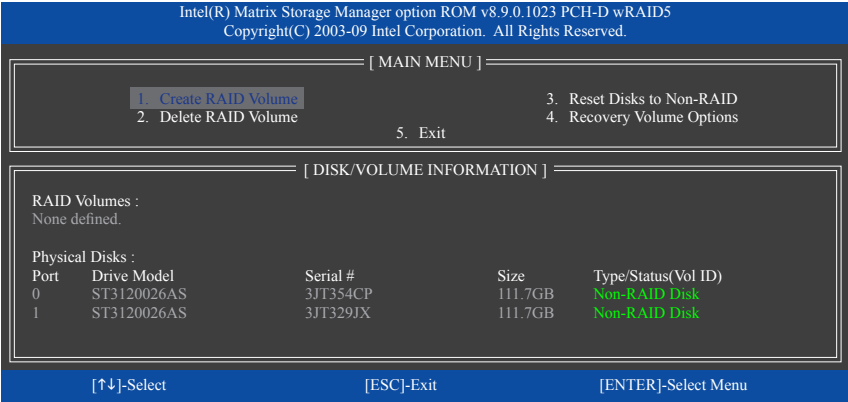 Intel(R) Matrix Storage Manager option ROM v8.9.0.1023 PCH-D wRAID5
Copyright(C) 2003-09 Intel Corporation. All Rights Reserved.
[ MAIN MENU ]
1. Create RAID Volume 3. Reset Disks to Non-RAID
2. Delete RAID Volume 4. Recovery Volume Options
5. Exit
[ DISK/VOLUME INFORMATION ]
RAID Volumes :
None defined.
Physical Disks :
Port Drive Model Serial # Size Type/Status(Vol ID)
0 ST3120026AS 3JT354CP 111.7GB Non-RAID Disk
1 ST3120026AS 3JT329JX 111.7GB Non-RAID Disk
[↑↓]-Select [ESC]-Exit [ENTER]-Select Menu